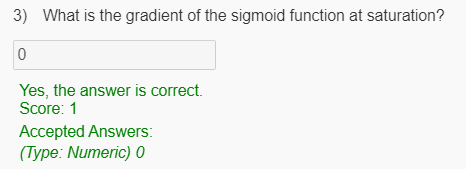 3) What is the gradient of the sigmoid function at saturation?
0
Yes, the answer is correct.
Score: 1
Accepted Answers:
(Type: Numeric) 0